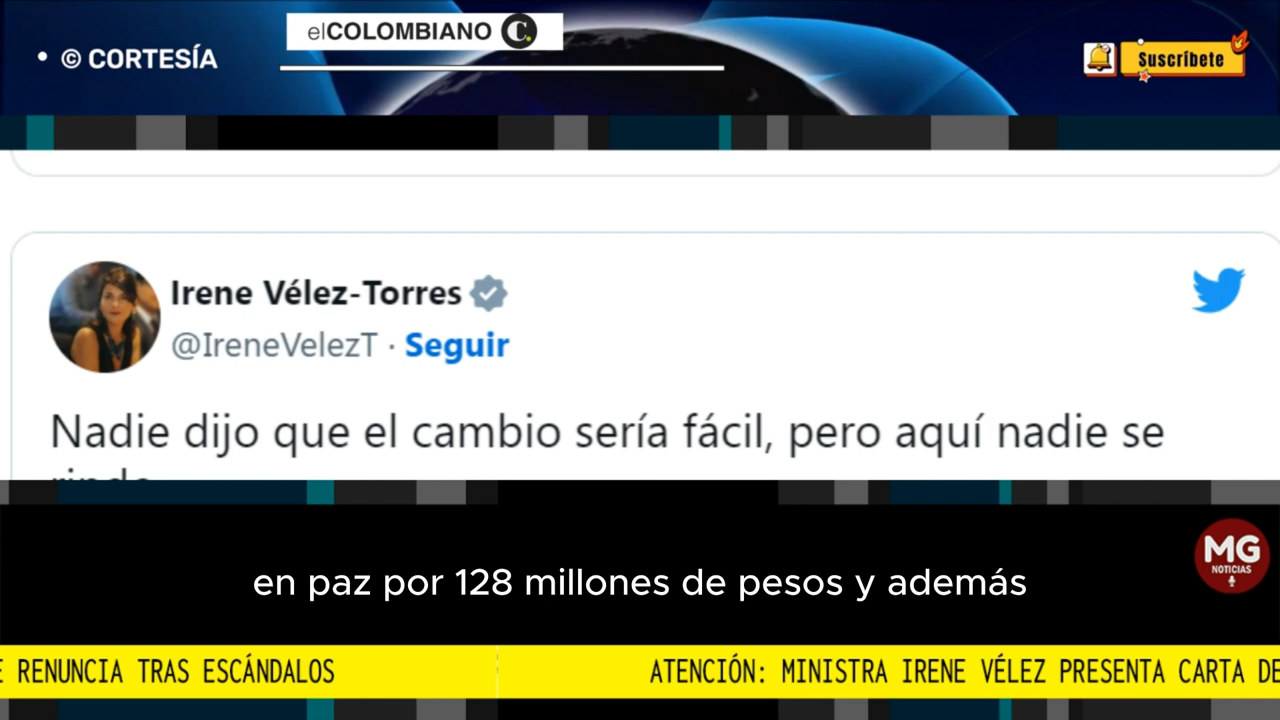 elCOLOMBIANO C.
• © CORTESÍA
Suscríbete
Irene Vélez-Torres
@IreneVelezT · Seguir
Nadie dijo que el cambio sería fácil, pero aquí nadie se
en paz por 128 millones de pesos y además
MG
NOTICIAS
E RENUNCIA TRAS ESCÁNDALOS ATENCIÓN: MINISTRA IRENE VÉLEZ PRESENTA CARTA DE